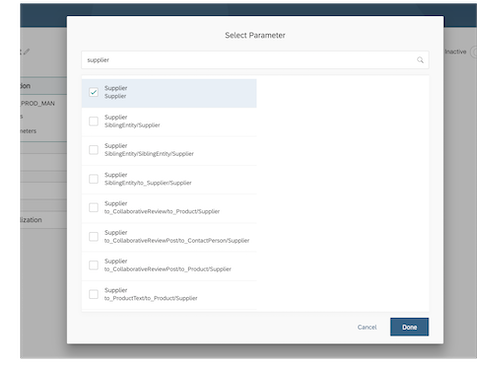 Select Parameter
Inactive
supplier
Supplier
Supplier
tion
Supplier
SiblingEntity/Supplier
PROD_MAN
s
meters
Supplier
SiblingEntity/SiblingEntity/Supplier
Supplier
SiblingEntity/to_Supplier/Supplier
Supplier
to_CollaborativeReview/to_Product/Supplier
lization
Supplier
to_CollaborativeReviewPost/to_ContactPerson/Supplier
Supplier
to_CollaborativeReviewPost/to_Product/Supplier
Supplier
to_ProductText/to_Product/Supplier
Cancel
Done